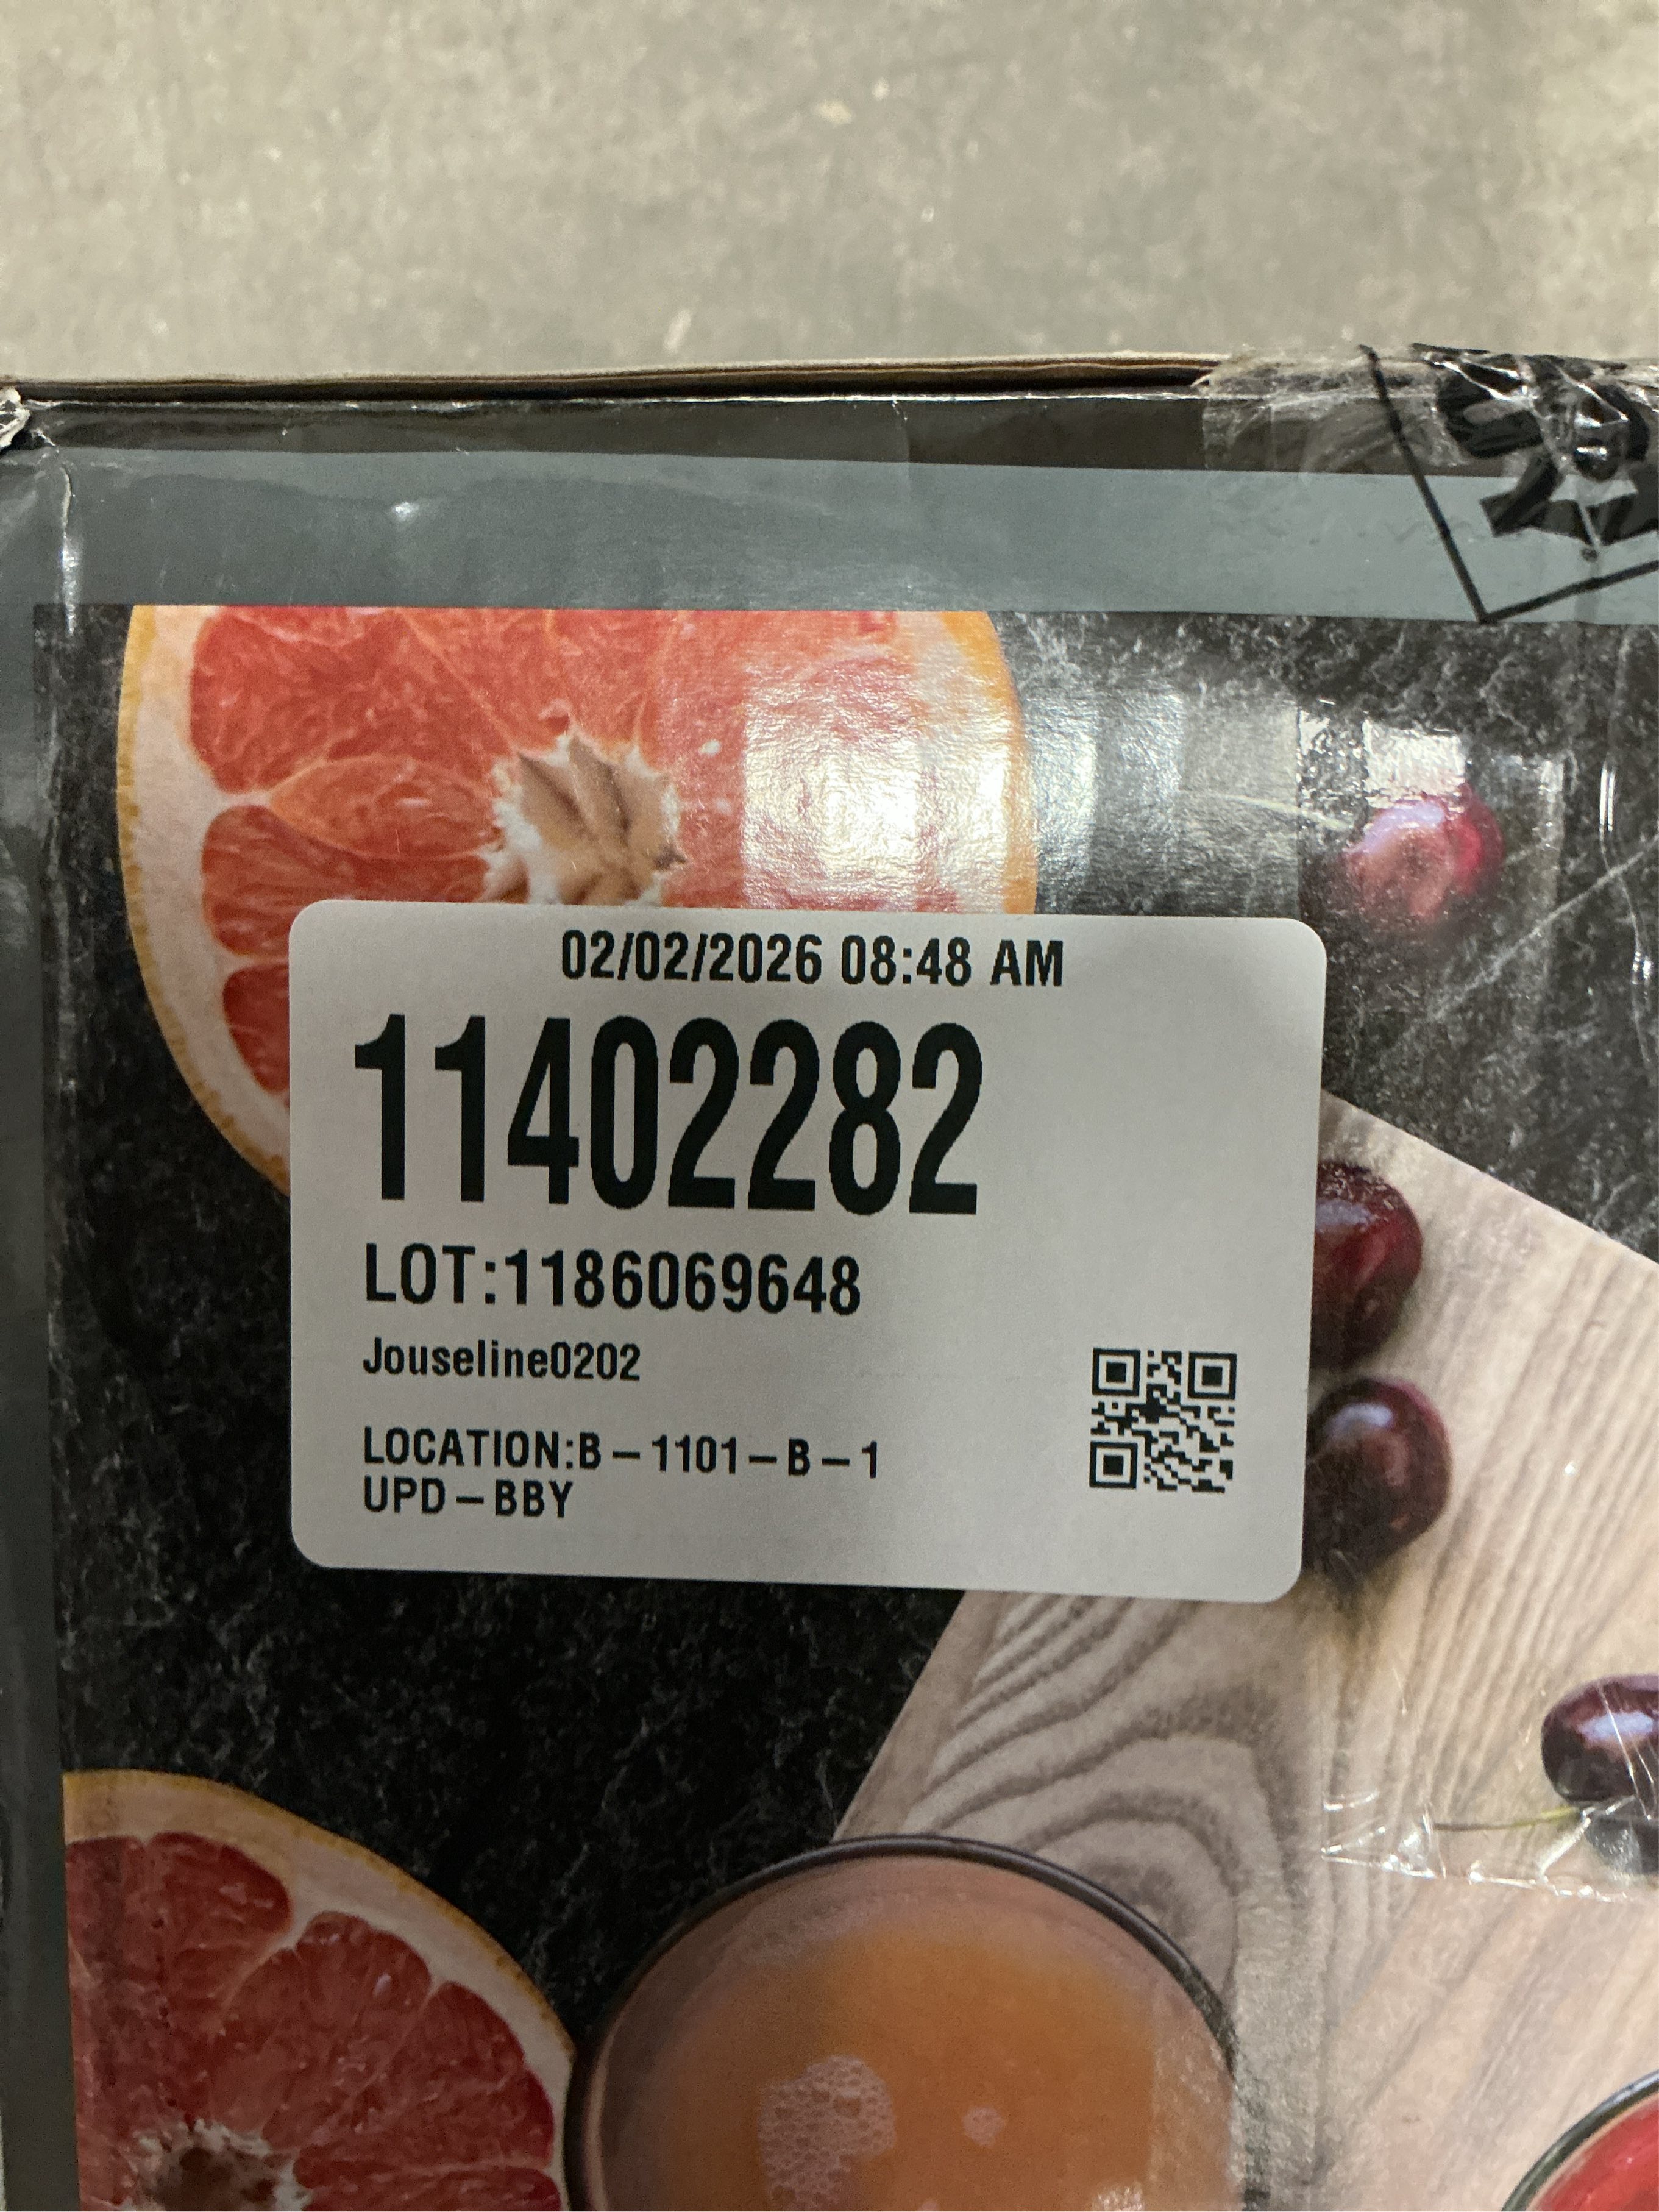 02/02/2026 08:48 AM
11402282
LOT:1186069648
Jouseline0202
LOCATION:B-1101-B-1
UPD-BBY